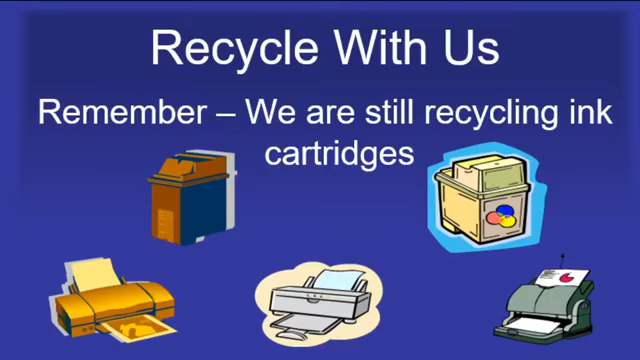 Recycle With Us
Remember – We are still recycling ink
cartridges